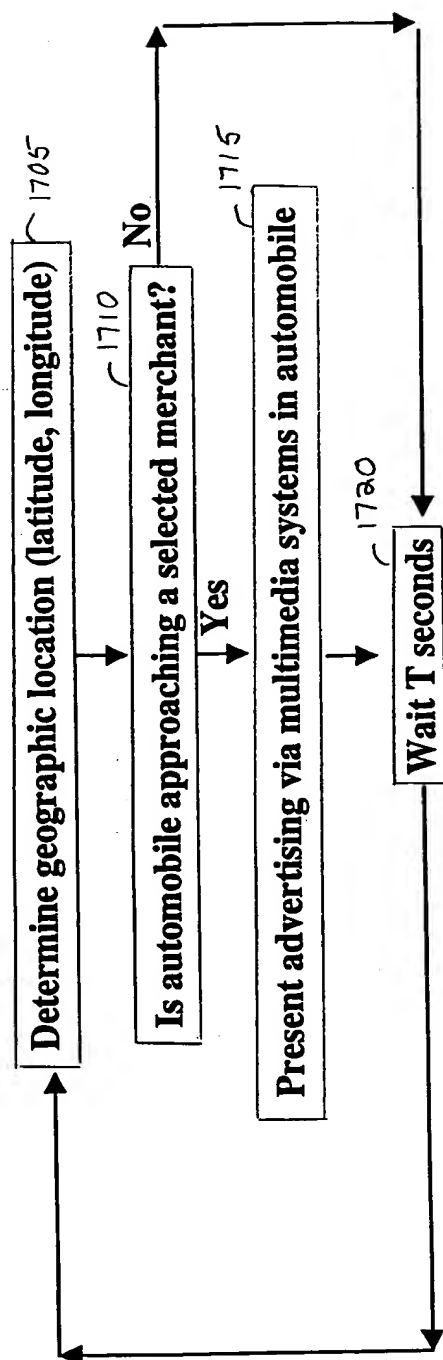 Determine geographic location (latitude, longitude)
1705
Is automobile approaching a selected merchant?
1710
No
Yes
Present advertising via multimedia systems in automobile
1715
Wait T seconds
1720